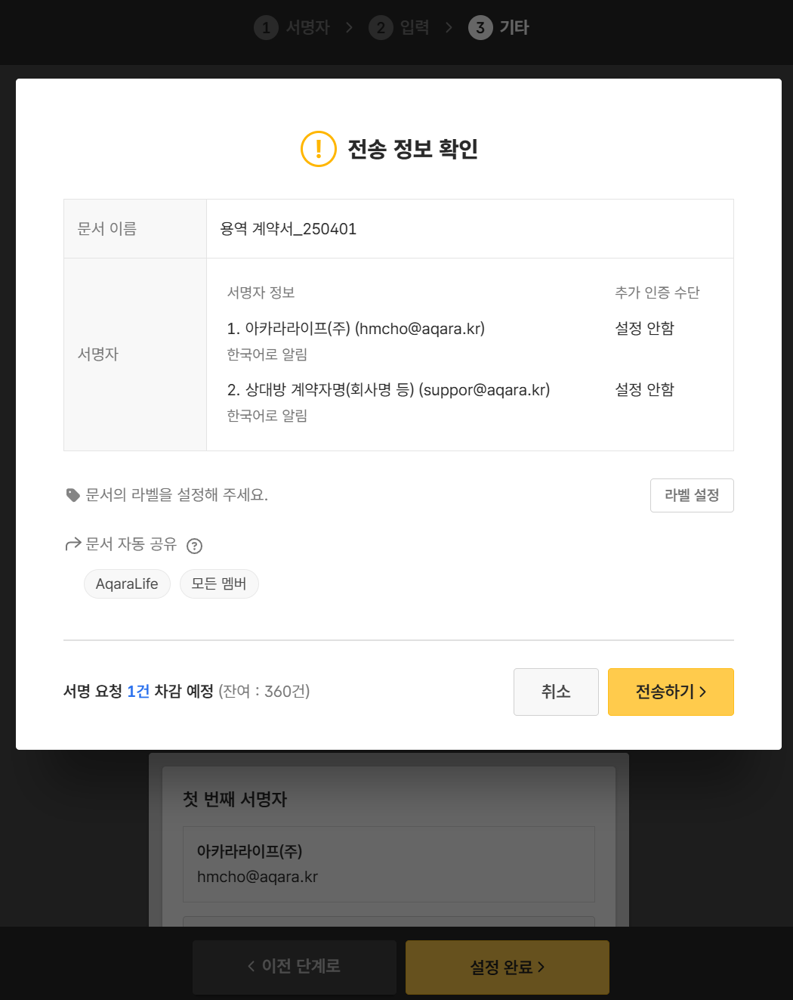 1 서명자 > 2 입력 > 3 기타
! 전송 정보 확인
문서 이름 용역 계약서_250401
서명자 정보 추가 인증 수단
1. 아카라라이프(주) (hmcho@aqara.kr) 설정 안함
한국어로 알림
서명자
2. 상대방 계약자명(회사명 등) (suppor@aqara.kr) 설정 안함
한국어로 알림
문서의 라벨을 설정해 주세요. 라벨 설정
문서 자동 공유 ?
AqaraLife 모든 멤버
서명 요청 1건 차감 예정 (잔여 : 360건) 취소 전송하기 >
첫 번째 서명자
아카라라이프(주)
hmcho@aqara.kr
< 이전 단계로 설정 완료 >